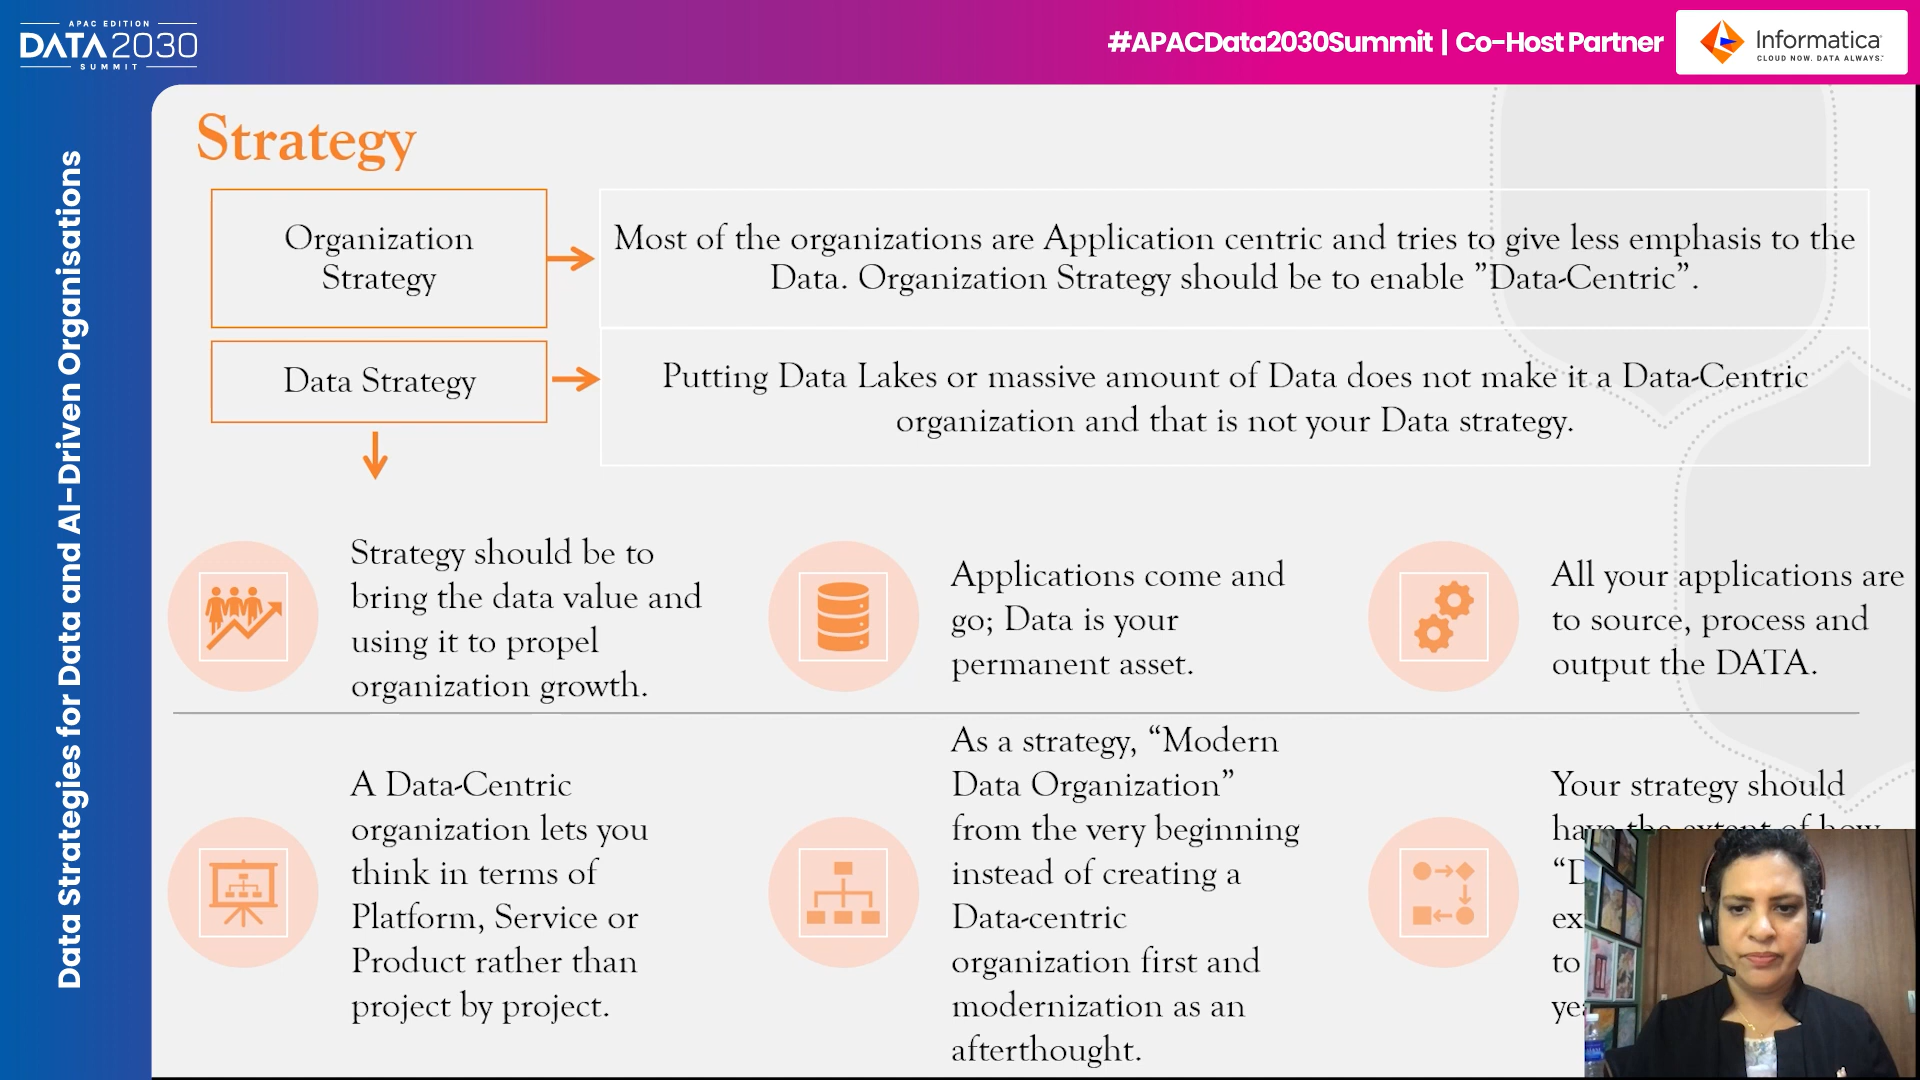 APAC EDITION
DATA2030
SUMMIT
#APACData2030Summit | Co-Host Partner
Informatica
CLOUD NOW. DATA ALWAYS.
Data Strategies for Data and AI-Driven Organisations
Strategy
Organization
Strategy
Most of the organizations are Application centric and tries to give less emphasis to the
Data. Organization Strategy should be to enable ”Data-Centric”.
Data Strategy
Putting Data Lakes or massive amount of Data does not make it a Data-Centric
organization and that is not your Data strategy.
Strategy should be to
bring the data value and
using it to propel
organization growth.
Applications come and
go; Data is your
permanent asset.
All your applications are
to source, process and
output the DATA.
A Data-Centric
organization lets you
think in terms of
Platform, Service or
Product rather than
project by project.
As a strategy, “Modern
Data Organization”
from the very beginning
instead of creating a
Data-centric
organization first and
modernization as an
afterthought.
Your strategy should
have the extent of how
to